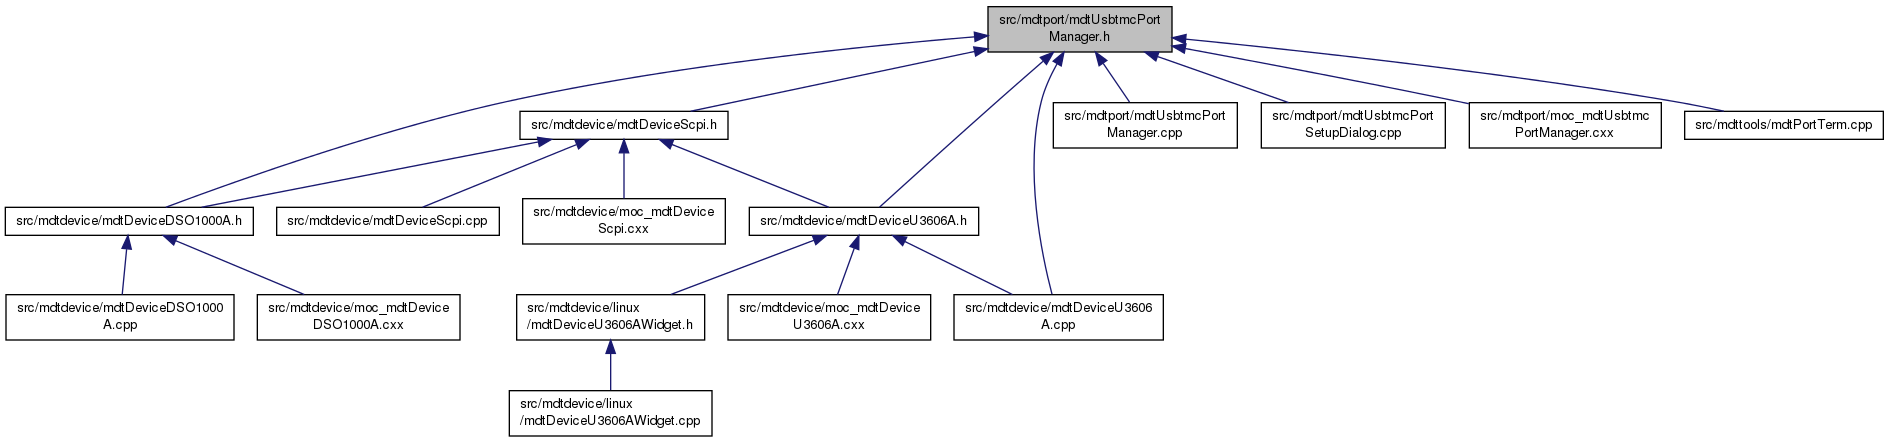 src/mdtport/mdtUsbtmcPort
Manager.h
src/mdtdevice/mdtDeviceScpi.h
src/mdtport/mdtUsbtmcPort
Manager.cpp
src/mdtport/mdtUsbtmcPort
SetupDialog.cpp
src/mdtport/moc_mdtUsbtmc
PortManager.cxx
src/mdttools/mdtPortTerm.cpp
src/mdtdevice/mdtDeviceDSO1000A.h
src/mdtdevice/mdtDeviceScpi.cpp
src/mdtdevice/moc_mdtDevice
Scpi.cxx
src/mdtdevice/mdtDeviceU3606A.h
src/mdtdevice/mdtDeviceDSO1000
A.cpp
src/mdtdevice/moc_mdtDevice
DSO1000A.cxx
src/mdtdevice/linux
/mdtDeviceU3606AWidget.h
src/mdtdevice/moc_mdtDevice
U3606A.cxx
src/mdtdevice/mdtDeviceU3606
A.cpp
src/mdtdevice/linux
/mdtDeviceU3606AWidget.cpp